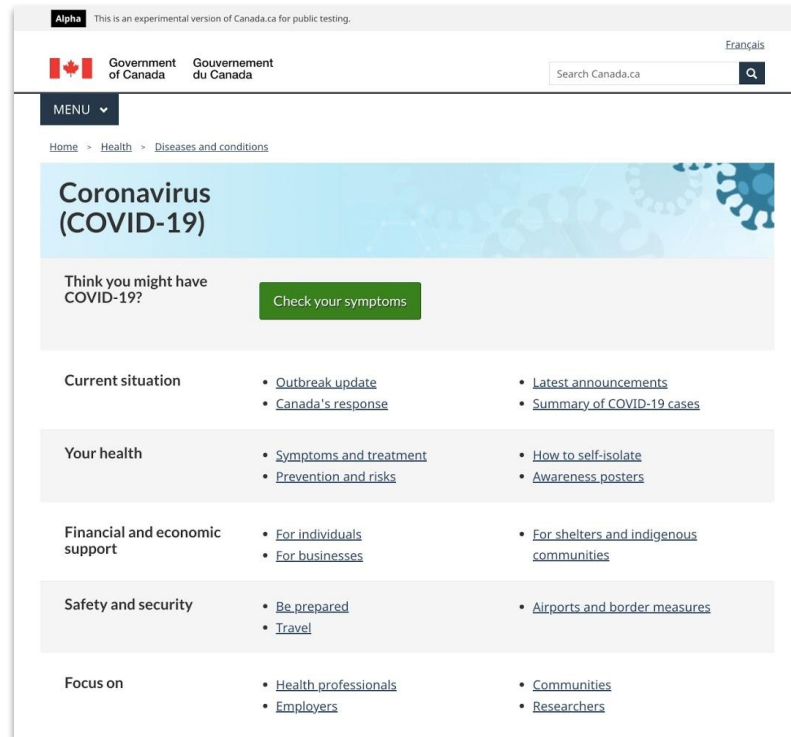 Alpha This is an experimental version of Canada.ca for public testing.
Français
Government of Canada
Gouvernement du Canada
Search Canada.ca
MENU
Home > Health > Diseases and conditions
Coronavirus
(COVID-19)
Think you might have
COVID-19?
Check your symptoms
Current situation
• Outbreak update
• Canada's response
• Latest announcements
• Summary of COVID-19 cases
Your health
• Symptoms and treatment
• Prevention and risks
• How to self-isolate
• Awareness posters
Financial and economic
support
• For individuals
• For businesses
• For shelters and indigenous
communities
Safety and security
• Be prepared
• Travel
• Airports and border measures
Focus on
• Health professionals
• Employers
• Communities
• Researchers